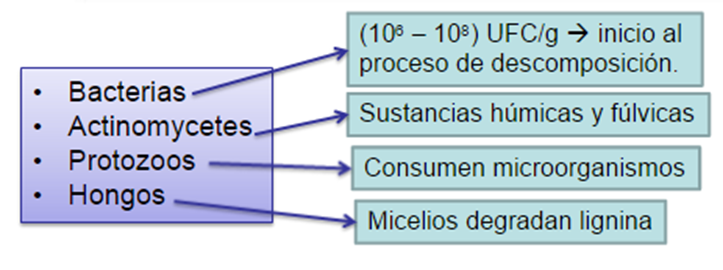 • Bacterias
• Actinomycetes
• Protozoos
• Hongos
(10⁶ – 10⁸) UFC/g → inicio al
proceso de descomposición.
Sustancias húmicas y fúlvicas
Consumen microorganismos
Micelios degradan lignina